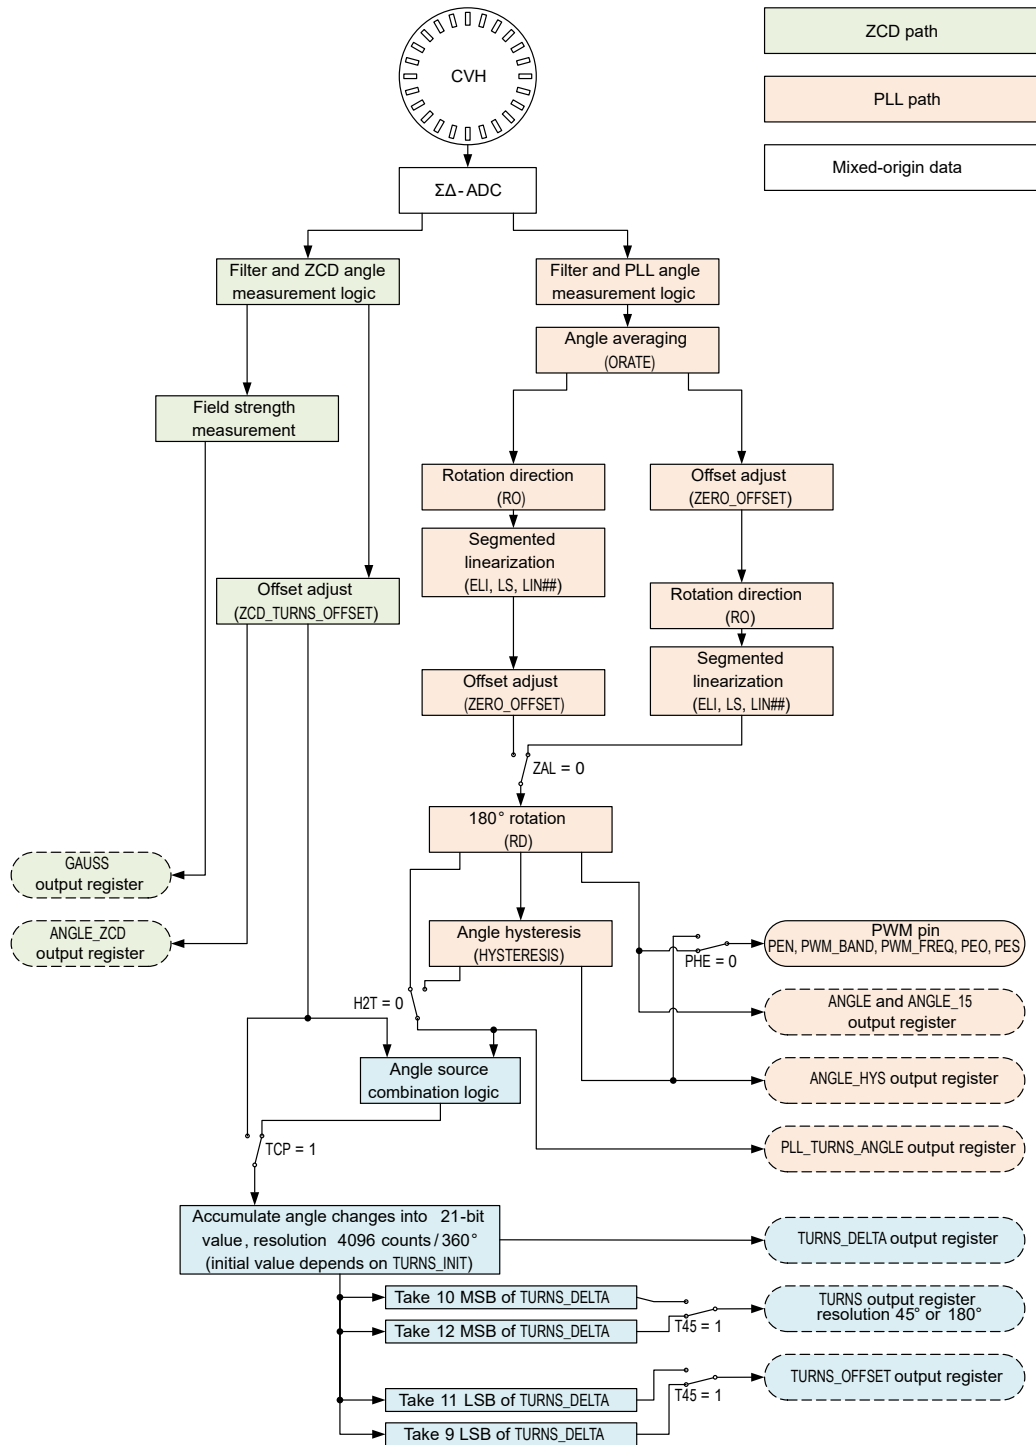 CVH
ZCD path
PLL path
Mixed-origin data
ΣΔ-ADC
Filter and ZCD angle
measurement logic
Filter and PLL angle
measurement logic
Angle averaging
(ORATE)
Field strength
measurement
Rotation direction
(RO)
Offset adjust
(ZERO_OFFSET)
Segmented
linearization
(ELI, LS, LIN##)
Offset adjust
(ZCD_TURNS_OFFSET)
Rotation direction
(RO)
Segmented
linearization
(ELI, LS, LIN##)
Offset adjust
(ZERO_OFFSET)
ZAL = 0
180° rotation
(RD)
GAUSS
output register
ANGLE_ZCD
output register
Angle hysteresis
(HYSTERESIS)
PHE = 0
PWM pin
PEN, PWM_BAND, PWM_FREQ, PEO, PES
H2T = 0
ANGLE and ANGLE_15
output register
Angle source
combination logic
ANGLE_HYS output register
TCP = 1
PLL_TURNS_ANGLE output register
Accumulate angle changes into 21-bit
value, resolution 4096 counts/360°
(initial value depends on TURNS_INIT)
TURNS_DELTA output register
Take 10 MSB of TURNS_DELTA
Take 12 MSB of TURNS_DELTA
T45 = 1
TURNS output register
resolution 45° or 180°
Take 11 LSB of TURNS_DELTA
Take 9 LSB of TURNS_DELTA
T45 = 1
TURNS_OFFSET output register